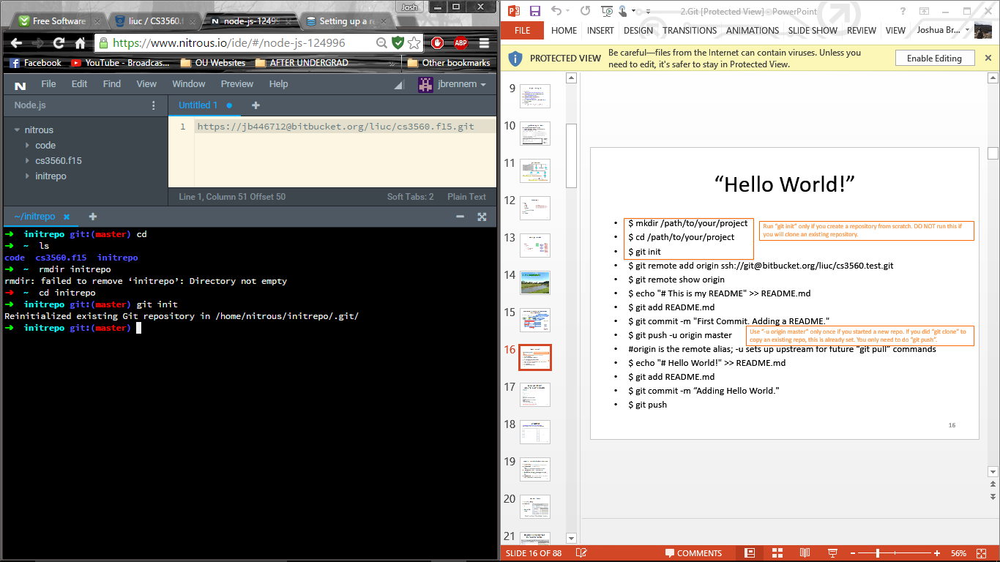 Josh
Free Software
liuc / CS3560.f
node-js-12499
Setting up a re
https://www.nitrous.io/ide/#/node-js-124996
ABP
Facebook
YouTube - Broadcas...
OU Websites
AFTER UNDERGRAD
»
Other bookmarks
N File Edit Find View Window Preview Help jbrennem
Node.js
Untitled 1
nitrous
code
cs3560.f15
initrepo
1 https://jb446712@bitbucket.org/liuc/cs3560.f15.git
Line 1, Column 51 Offset 50 Soft Tabs: 2 Plain Text
~/initrepo × +
➜ initrepo git:(master) cd
➜ ~ ls
code cs3560.f15 initrepo
➜ ~ rmdir initrepo
rmdir: failed to remove ‘initrepo’: Directory not empty
➜ ~ cd initrepo
➜ initrepo git:(master) git init
Reinitialized existing Git repository in /home/nitrous/initrepo/.git/
➜ initrepo git:(master)
2.Git [Protected View] - PowerPoint
FILE HOME INSERT DESIGN TRANSITIONS ANIMATIONS SLIDE SHOW REVIEW VIEW Joshua Br...
PROTECTED VIEW Be careful—files from the Internet can contain viruses. Unless you
need to edit, it's safer to stay in Protected View.
Enable Editing
9
10
11
12
13
14
15
16
17
18
19
20
21
“Hello World!”
• $ mkdir /path/to/your/project
• $ cd /path/to/your/project
• $ git init
Run “git init” only if you create a repository from scratch. DO NOT run this if
you will clone an existing repository.
• $ git remote add origin ssh://git@bitbucket.org/liuc/cs3560.test.git
• $ git remote show origin
• $ echo "# This is my README" >> README.md
• $ git add README.md
• $ git commit -m "First Commit. Adding a README."
• $ git push -u origin master
Use “-u origin master” only once if you started a new repo. If you did “git clone” to
copy an existing repo, this is already set. You only need to do “git push”.
• #origin is the remote alias; -u sets up upstream for future “git pull” commands
• $ echo "# Hello World!" >> README.md
• $ git add README.md
• $ git commit -m “Adding Hello World."
• $ git push
16
SLIDE 16 OF 88 COMMENTS 56%